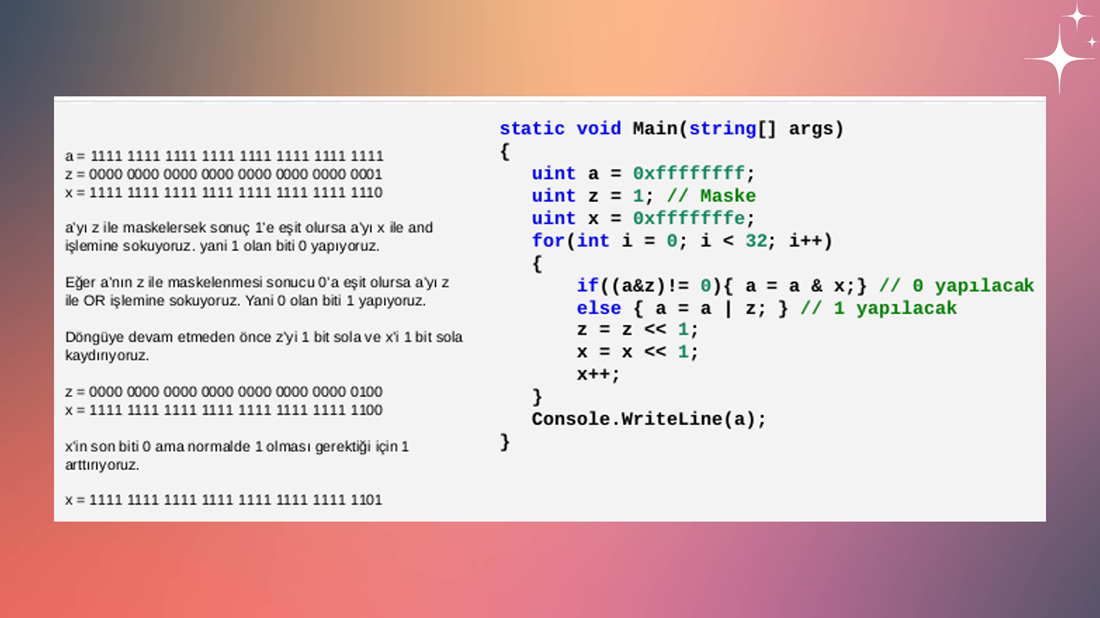 a = 1111 1111 1111 1111 1111 1111 1111 1111
z = 0000 0000 0000 0000 0000 0000 0000 0001
x = 1111 1111 1111 1111 1111 1111 1111 1110
a'yı z ile maskelersek sonuç 1'e eşit olursa a'yı x ile and
işlemine sokuyoruz. yani 1 olan biti 0 yapıyoruz.
Eğer a'nın z ile maskelenmesi sonucu 0'a eşit olursa a'yı z
ile OR işlemine sokuyoruz. Yani 0 olan biti 1 yapıyoruz.
Döngüye devam etmeden önce z'yi 1 bit sola ve x'i 1 bit sola
kaydırıyoruz.
z = 0000 0000 0000 0000 0000 0000 0000 0100
x = 1111 1111 1111 1111 1111 1111 1111 1100
x'in son biti 0 ama normalde 1 olması gerektiği için 1
arttırıyoruz.
x = 1111 1111 1111 1111 1111 1111 1111 1101
static void Main(string[] args)
{
uint a = 0xffffffff;
uint z = 1; // Maske
uint x = 0xfffffffe;
for(int i = 0; i < 32; i++)
{
if((a&z)!= 0){ a = a & x;} // 0 yapılacak
else { a = a | z; } // 1 yapılacak
z = z << 1;
x = x << 1;
x++;
}
Console.WriteLine(a);
}